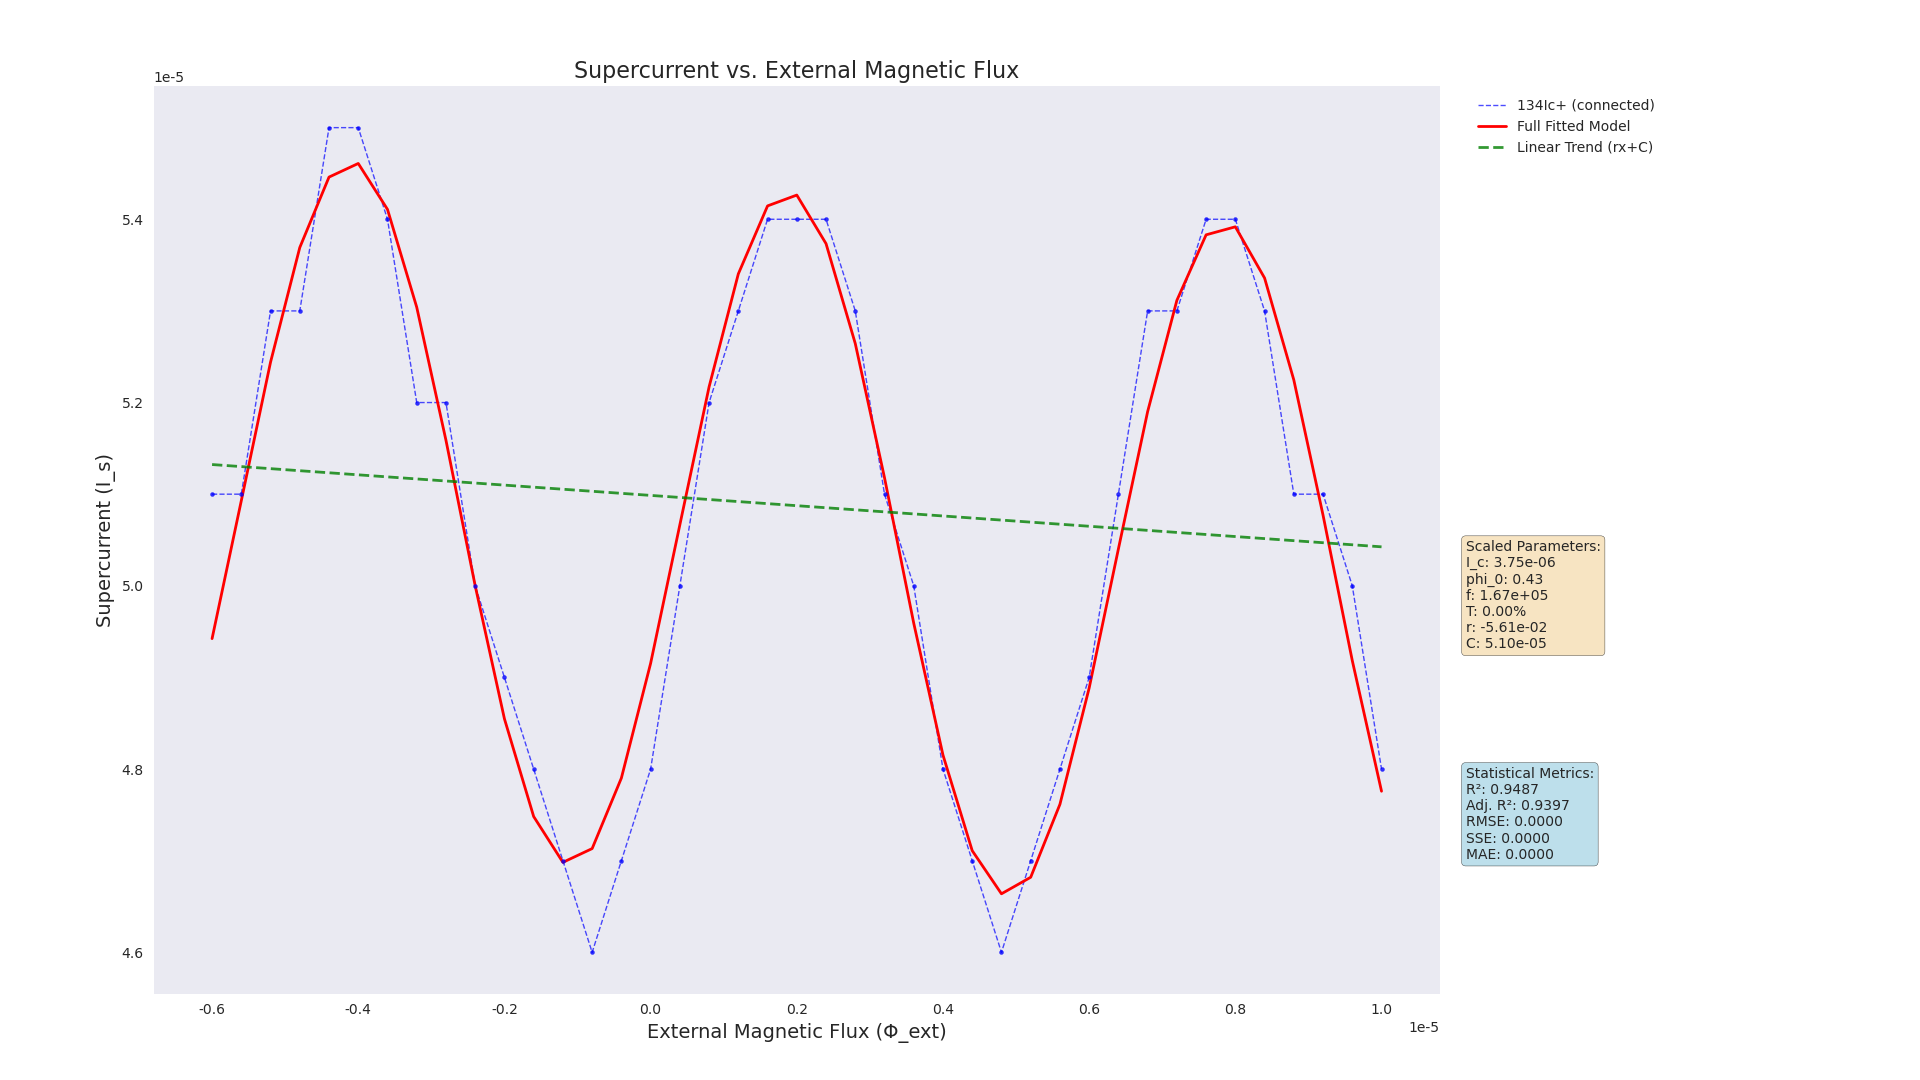 Supercurrent vs. External Magnetic Flux
1e-5
5.4
5.2
5.0
4.8
4.6
Supercurrent (I_s)
-0.6
-0.4
-0.2
0.0
0.2
0.4
0.6
0.8
1.0
1e-5
External Magnetic Flux (Φ_ext)
134Ic+ (connected)
Full Fitted Model
Linear Trend (rx+C)
Scaled Parameters:
I_c: 3.75e-06
phi_0: 0.43
f: 1.67e+05
T: 0.00%
r: -5.61e-02
C: 5.10e-05
Statistical Metrics:
R²: 0.9487
Adj. R²: 0.9397
RMSE: 0.0000
SSE: 0.0000
MAE: 0.0000